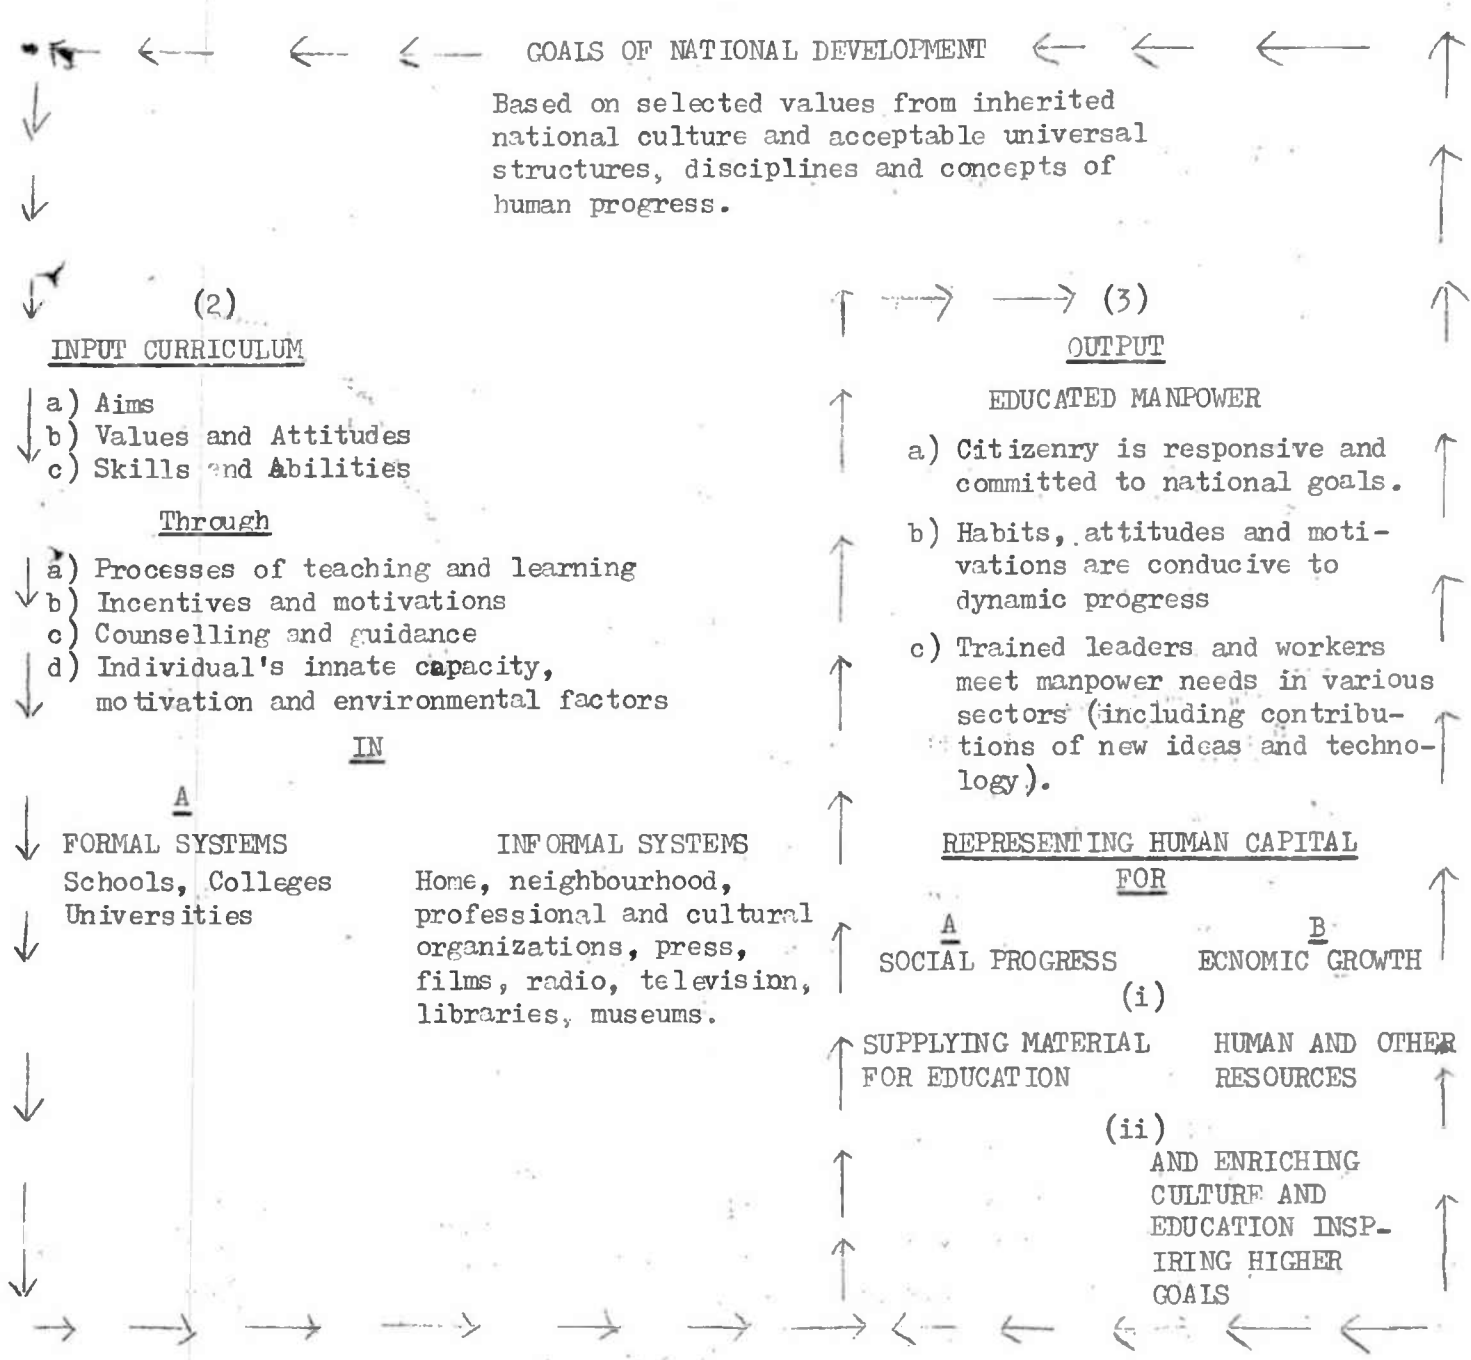 GOALS OF NATIONAL DEVELOPMENT
Based on selected values from inherited
national culture and acceptable universal
structures, disciplines and concepts of
human progress.
(2)
INPUT CURRICULUM
a) Aims
b) Values and Attitudes
c) Skills and Abilities
Through
a) Processes of teaching and learning
b) Incentives and motivations
c) Counselling and guidance
d) Individual's innate capacity,
motivation and environmental factors
IN
A
FORMAL SYSTEMS
Schools, Colleges
Universities
INFORMAL SYSTEMS
Home, neighbourhood,
professional and cultural
organizations, press,
films, radio, television,
libraries, museums.
(3)
OUTPUT
EDUCATED MANPOWER
a) Citizenry is responsive and
committed to national goals.
b) Habits, attitudes and moti-
vations are conducive to
dynamic progress
c) Trained leaders and workers
meet manpower needs in various
sectors (including contribu-
tions of new ideas and techno-
logy).
REPRESENTING HUMAN CAPITAL
FOR
A
SOCIAL PROGRESS
B
ECNOMIC GROWTH
(i)
SUPPLYING MATERIAL
FOR EDUCATION
HUMAN AND OTHER
RESOURCES
(ii)
AND ENRICHING
CULTURE AND
EDUCATION INSP-
IRING HIGHER
GOALS